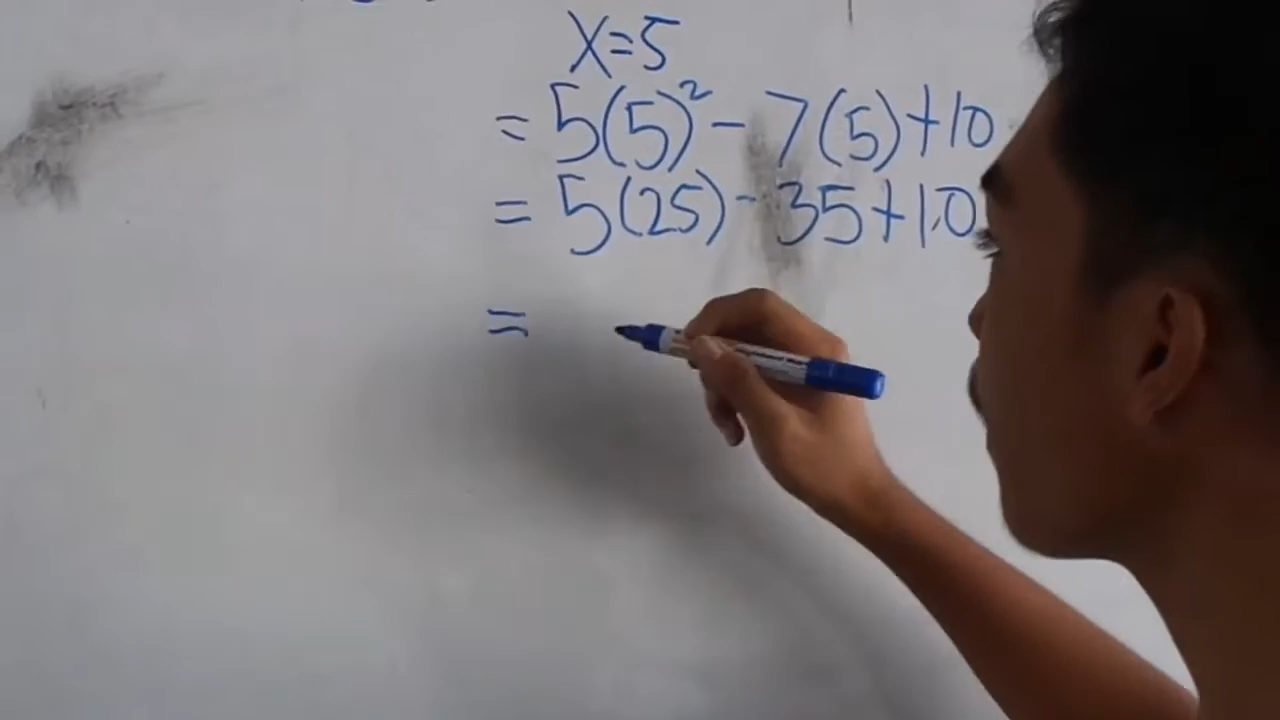 X=5
= 5(5)² - 7(5)+10
= 5(25) - 35+10
=